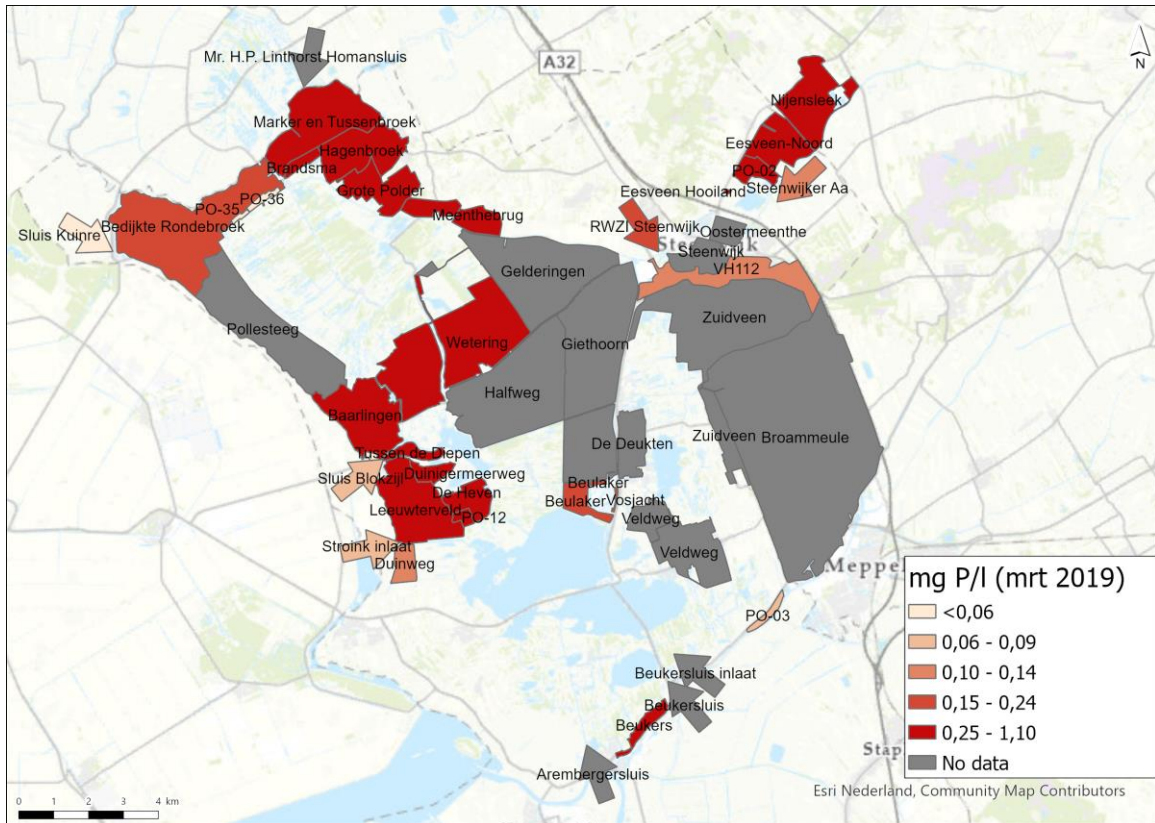 Mr. H.P. Linthorst Homansluis
A32
N
Nijensleek
Marker en Tussenbroek
Eesveen-Noord
Hagenbroek
Brandsma
PO-02
Grote Polder
Steenwijker Aa
Eesveen Hooiland
PO-36
PO-35
Meenthebrug
Bedijkte Rondebroek
RWZI Steenwijk
Oostermeenthe
Sluis Kuinre
Steenwijk
Steenwijk
Gelderingen
VH112
Pollesteeg
Zuidveen
Wetering
Giethoorn
Halfweg
Baarlingen
De Deukten
Zuidveen
Broammeule
Tussen de Diepen
Sluis Blokzijl
Duinigermeerweg
Beulaker
De Heven
Beulaker
Vosjacht
Leeuwterveld
PO-12
Veldweg
Stroink inlaat
Veldweg
Duinweg
Meppel
PO-03
Beukersluis inlaat
Beukersluis
Beukers
Arembergersluis
Stap
mg P/l (mrt 2019)
<0,06
0,06 - 0,09
0,10 - 0,14
0,15 - 0,24
0,25 - 1,10
No data
Esri Nederland, Community Map Contributors
0 1 2 3 4 km